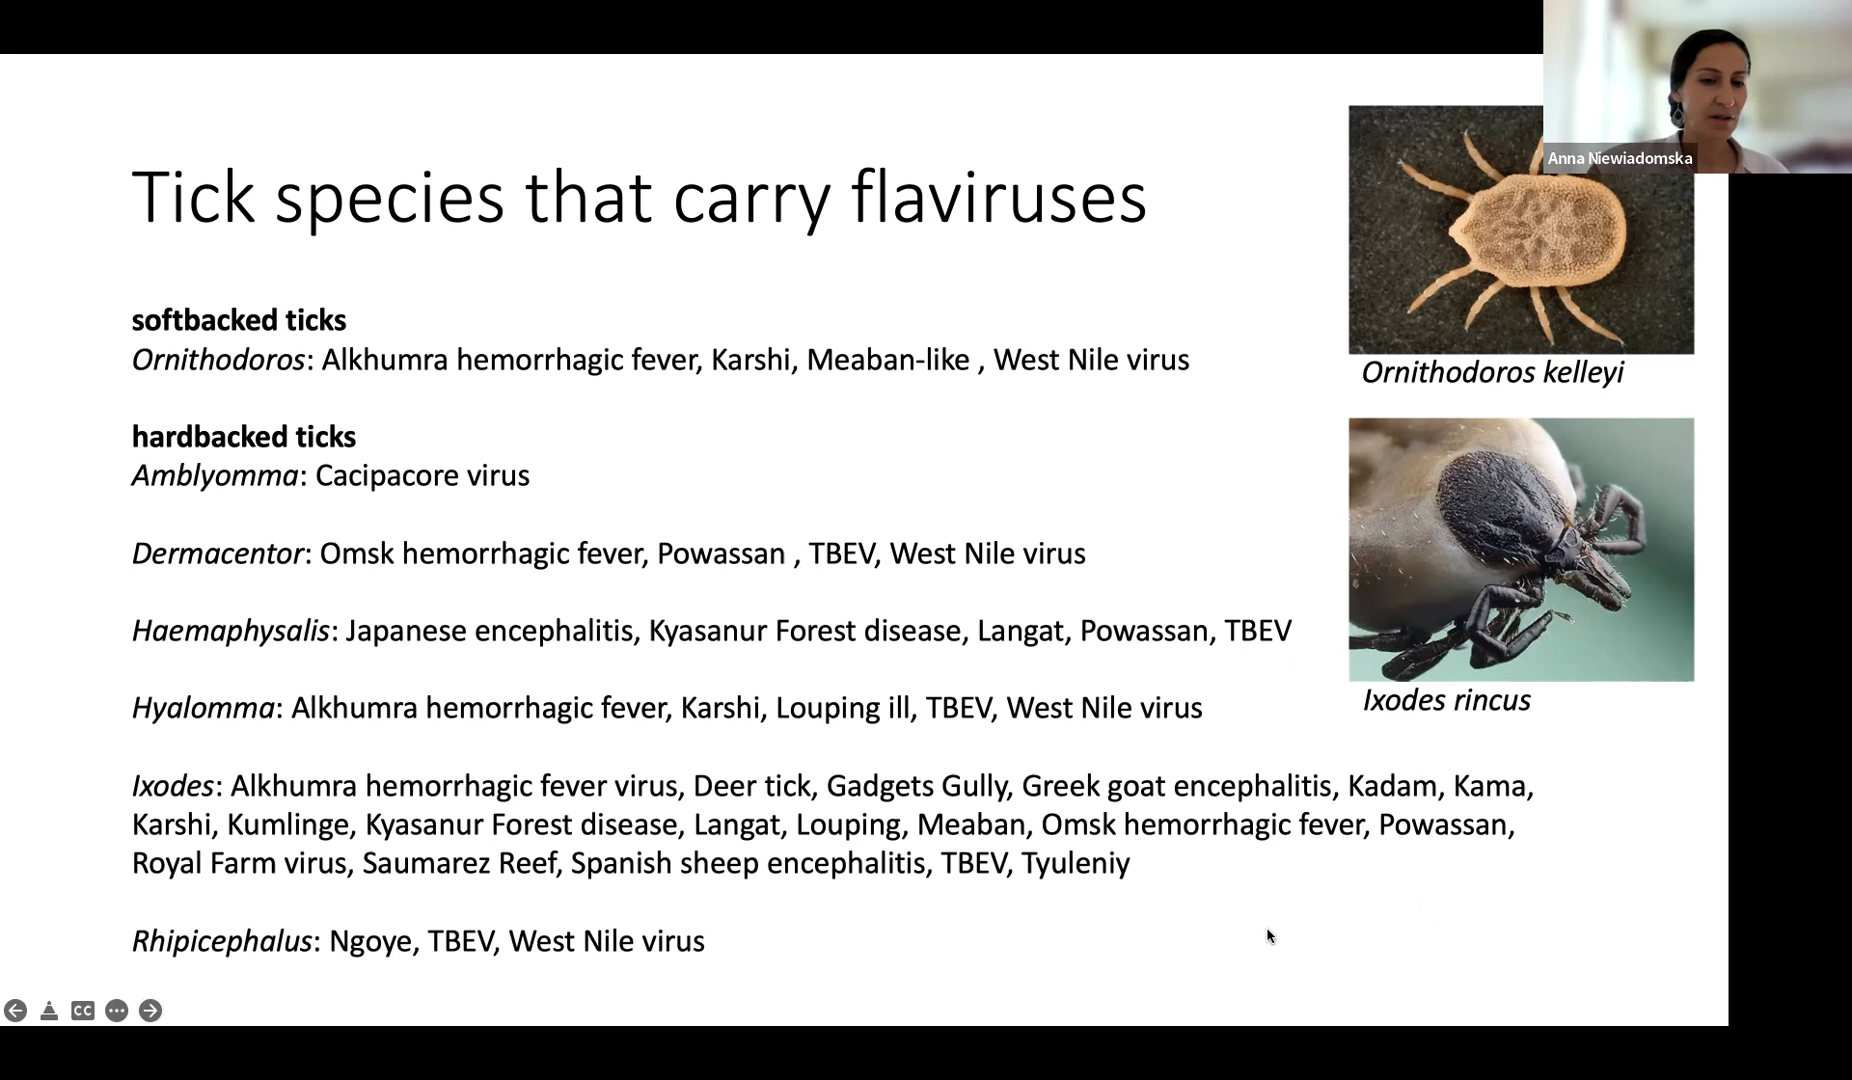 Anna Niewiadomska
Tick species that carry flaviruses
softbacked ticks
Ornithodoros: Alkhumra hemorrhagic fever, Karshi, Meaban-like , West Nile virus
hardbacked ticks
Amblyomma: Cacipacore virus
Dermacentor: Omsk hemorrhagic fever, Powassan , TBEV, West Nile virus
Haemaphysalis: Japanese encephalitis, Kyasanur Forest disease, Langat, Powassan, TBEV
Hyalomma: Alkhumra hemorrhagic fever, Karshi, Louping ill, TBEV, West Nile virus
Ixodes: Alkhumra hemorrhagic fever virus, Deer tick, Gadgets Gully, Greek goat encephalitis, Kadam, Kama,
Karshi, Kumlinge, Kyasanur Forest disease, Langat, Louping, Meaban, Omsk hemorrhagic fever, Powassan,
Royal Farm virus, Saumarez Reef, Spanish sheep encephalitis, TBEV, Tyuleniy
Rhipicephalus: Ngoye, TBEV, West Nile virus
Ornithodoros kelleyi
Ixodes rincus
CC